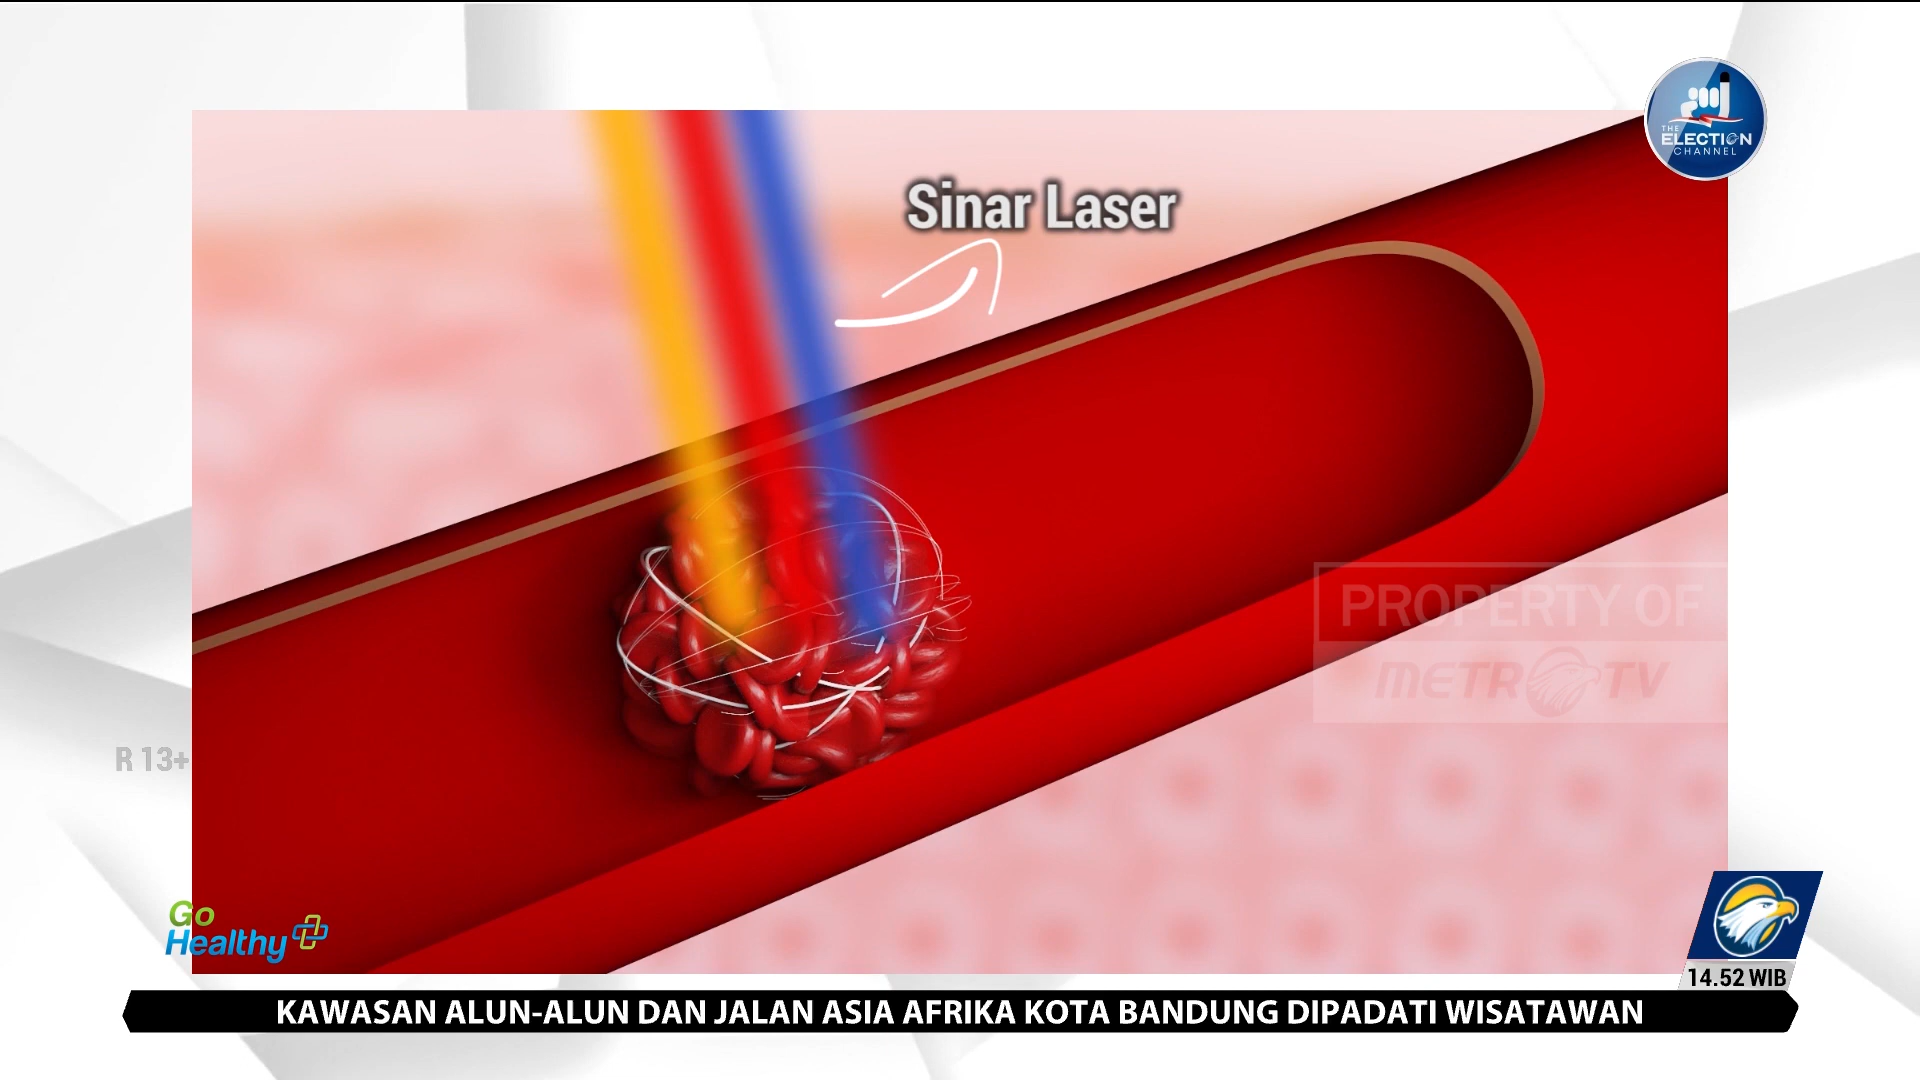 THE
ELECTION
CHANNEL
Sinar Laser
PROPERTY OF
METRO TV
R 13+
Go
Healthy
14.52 WIB
KAWASAN ALUN-ALUN DAN JALAN ASIA AFRIKA KOTA BANDUNG DIPADATI WISATAWAN